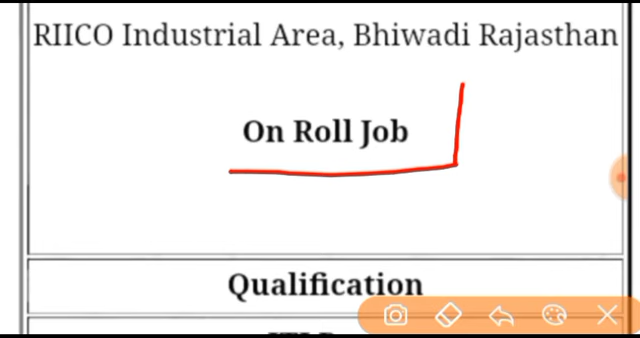 RIICO Industrial Area, Bhiwadi Rajasthan
On Roll Job
Qualification